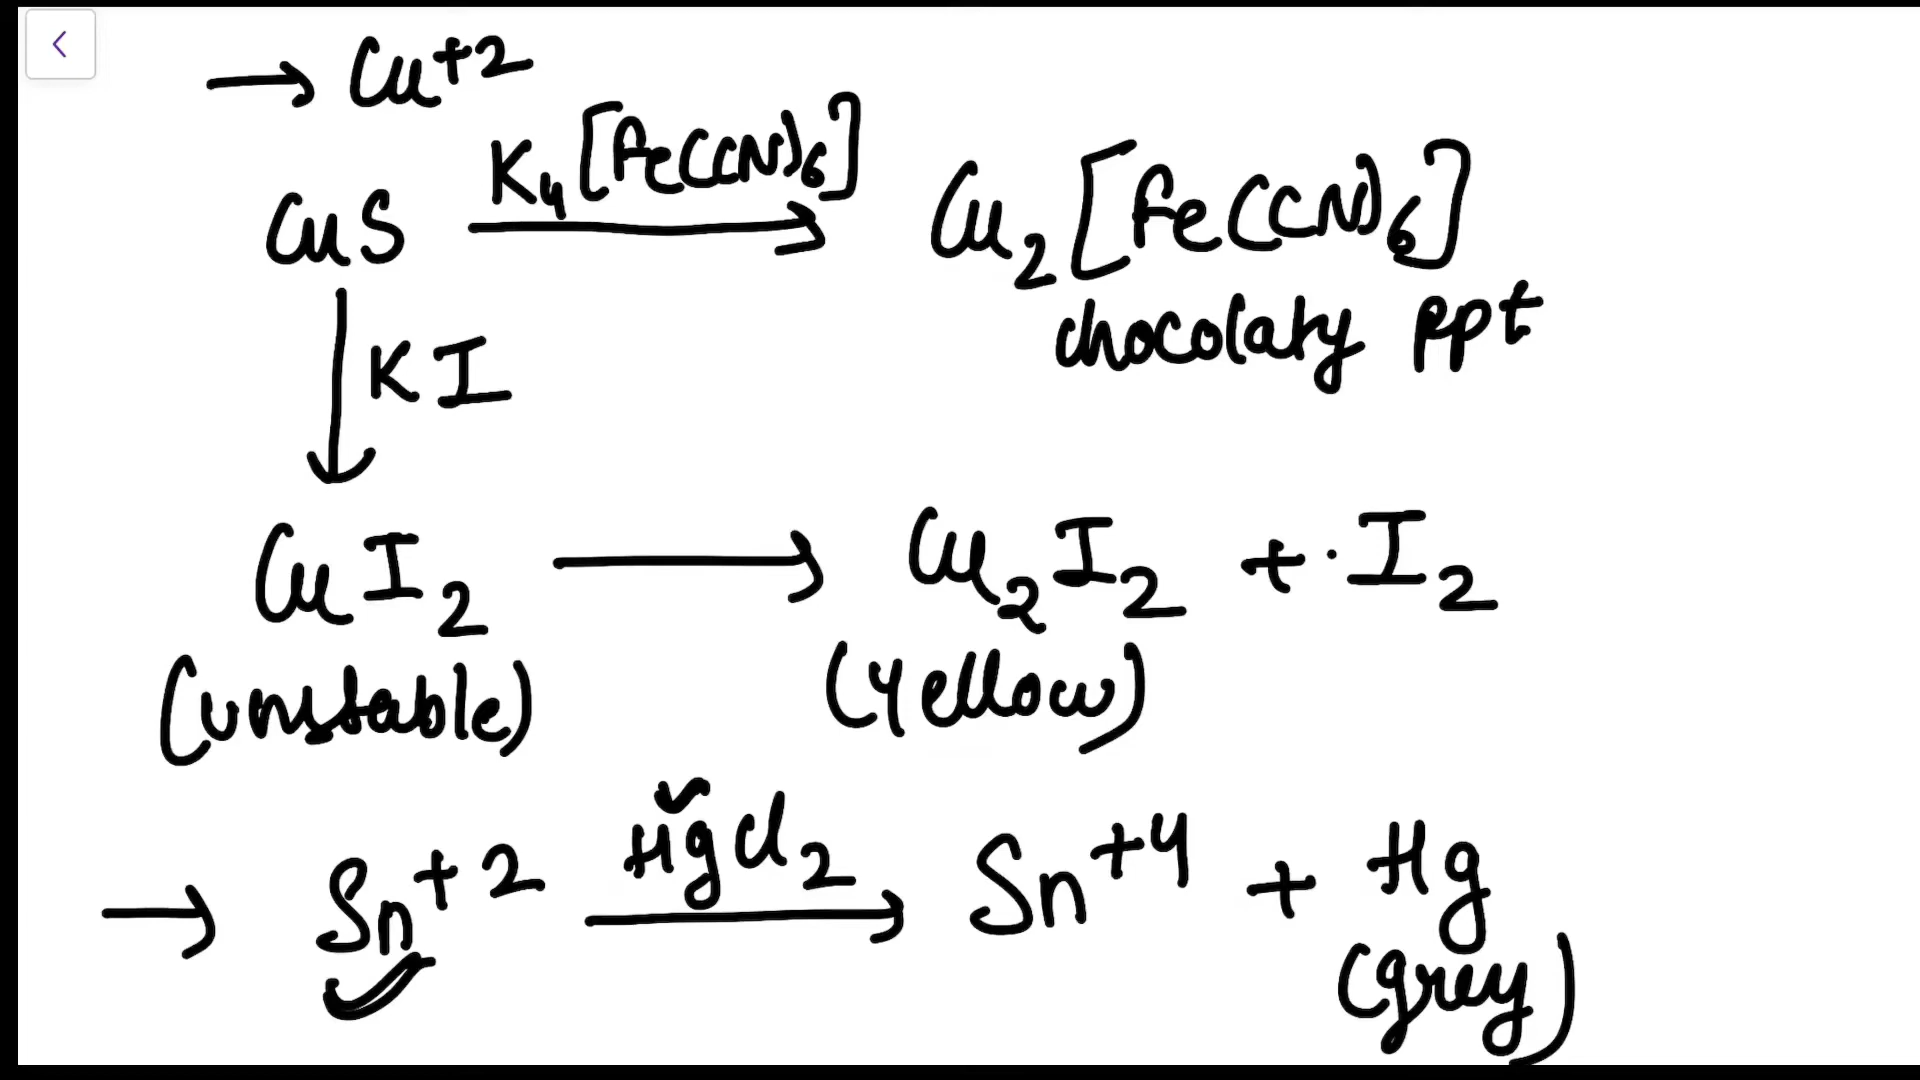 → Cu+2
CuS K4[Fe(CN)6] → Cu2[Fe(CN)6]
chocolaty ppt
↓ KI
CuI2 → Cu2I2 + I2
(unstable) (yellow)
→ Sn+2 HgCl2 → Sn+4 + Hg
(grey)